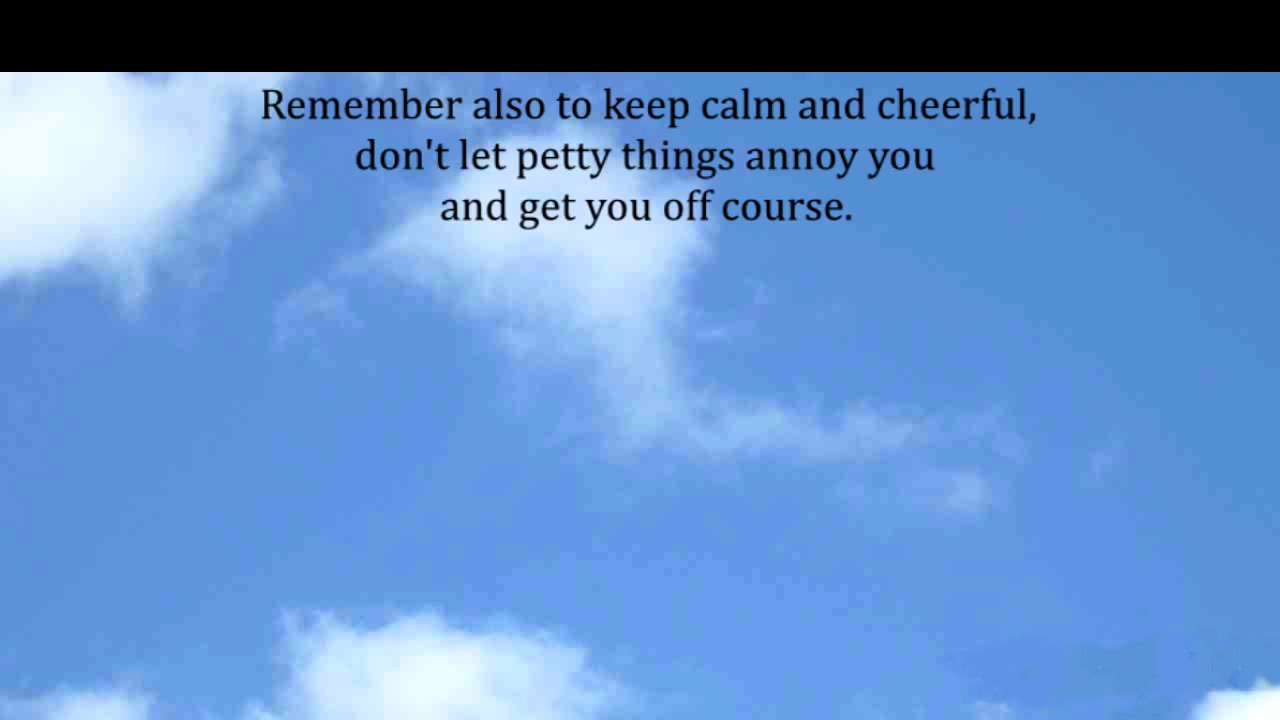 Remember also to keep calm and cheerful,
don't let petty things annoy you
and get you off course.